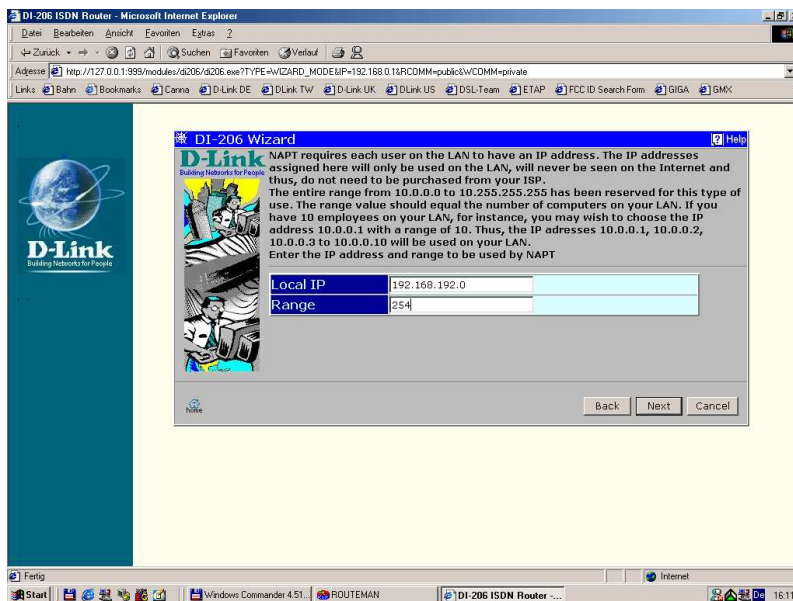 DI-206 ISDN Router - Microsoft Internet Explorer
Datei Bearbeiten Ansicht Favoriten Extras ?
Zurück Suchen Favoriten Verlauf
Adresse http://127.0.0.1:999/modules/di206/di206.exe?TYPE=WIZARD_MODE&IP=192.168.0.1&RCOMM=public&WCOMM=private
Links Bahn Bookmarks Canna D-Link DE DLink TW D-Link UK DLink US DSL-Team ETAP FCC ID Search Form GIGA GMX
D-Link
Building Networks for People
DI-206 Wizard
Help
D-Link
Building Networks for People
NAPT requires each user on the LAN to have an IP address. The IP addresses
assigned here will only be used on the LAN, will never be seen on the Internet and
thus, do not need to be purchased from your ISP.
The entire range from 10.0.0.0 to 10.255.255.255 has been reserved for this type of
use. The range value should equal the number of computers on your LAN. If you
have 10 employees on your LAN, for instance, you may wish to choose the IP
address 10.0.0.1 with a range of 10. Thus, the IP adresses 10.0.0.1, 10.0.0.2,
10.0.0.3 to 10.0.0.10 will be used on your LAN.
Enter the IP address and range to be used by NAPT
Local IP 192.168.192.0
Range 254
home
Back Next Cancel
Fertig Internet
Start Windows Commander 4.51... ROUTEMAN DI-206 ISDN Router -... De 16:11